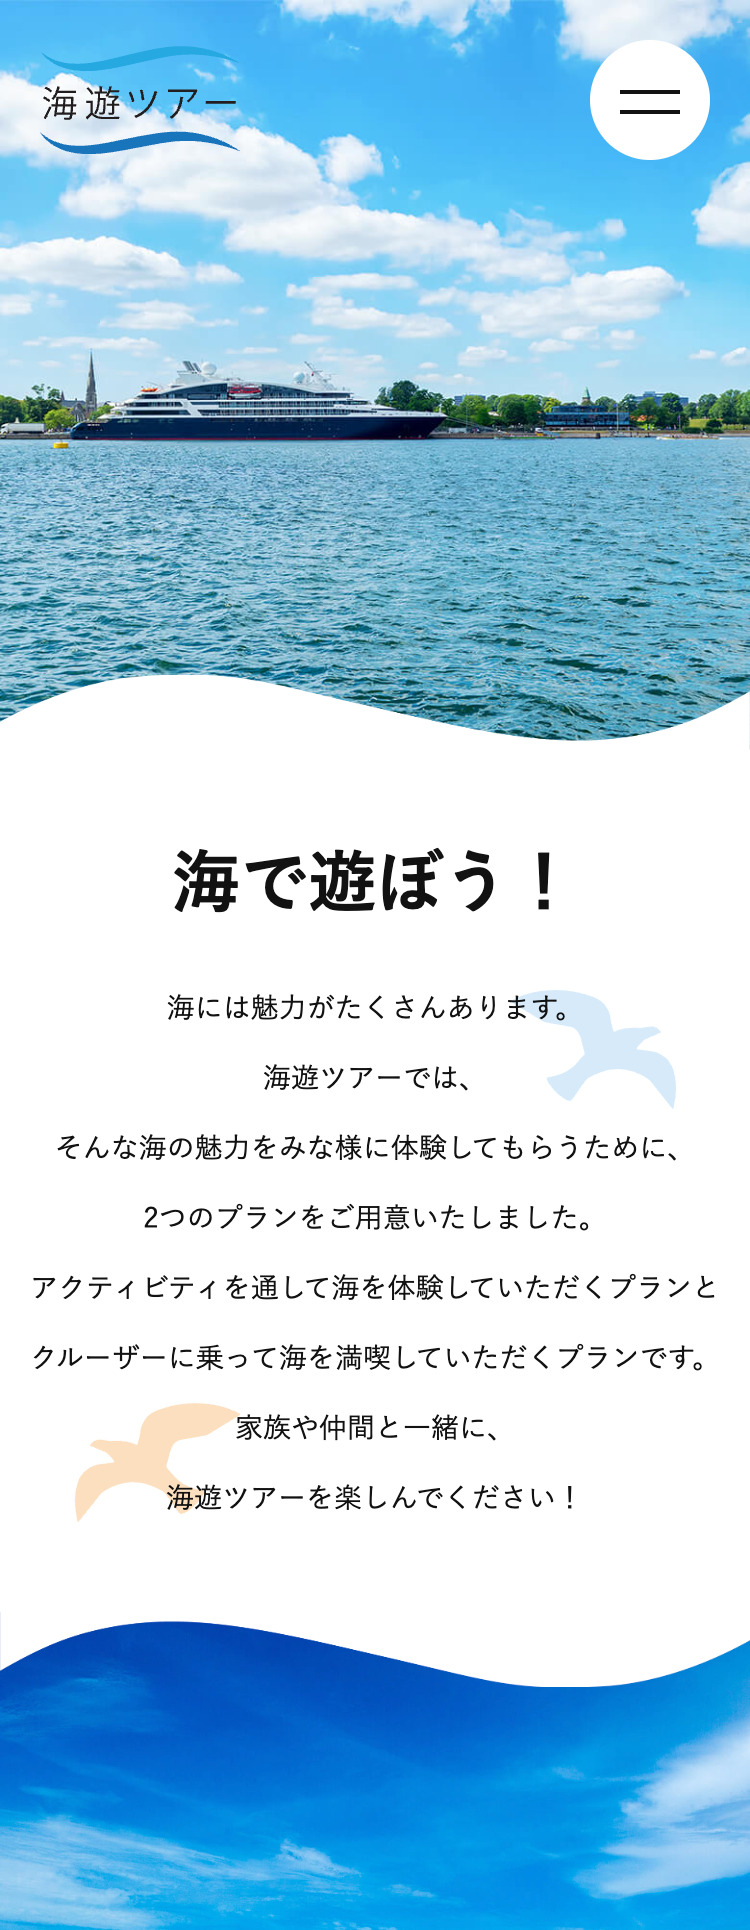 海遊ツアー
海で遊ぼう！
海には魅力がたくさんあります。
海遊ツアーでは、
そんな海の魅力をみな様に体験してもらうために、
2つのプランをご用意いたしました。
アクティビティを通して海を体験していただくプランと
クルーザーに乗って海を満喫していただくプランです。
家族や仲間と一緒に、
海遊ツアーを楽しんでください！